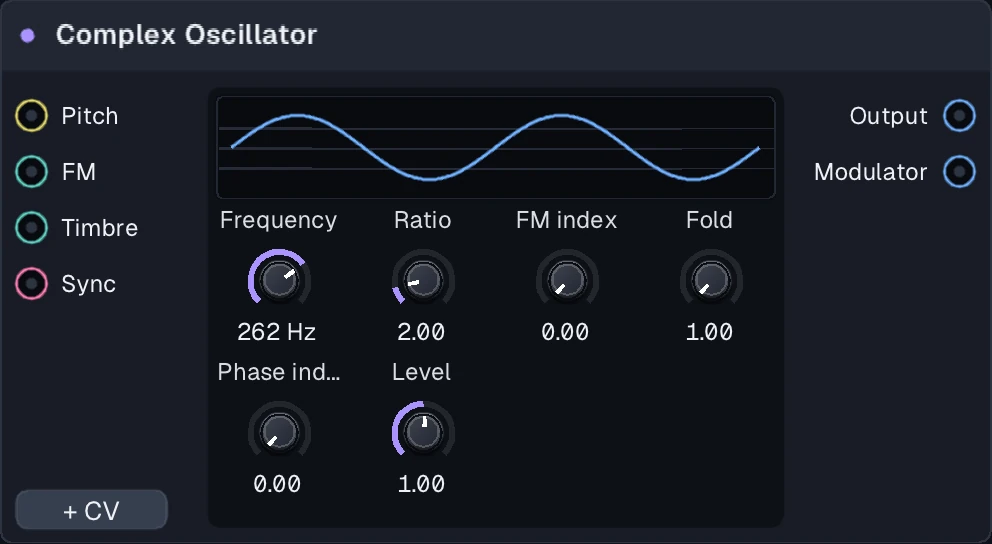 Complex Oscillator
Pitch
FM
Timbre
Sync
+ CV
Frequency Ratio FM index Fold
262 Hz 2.00 0.00 1.00
Phase ind... Level
0.00 1.00
Output
Modulator